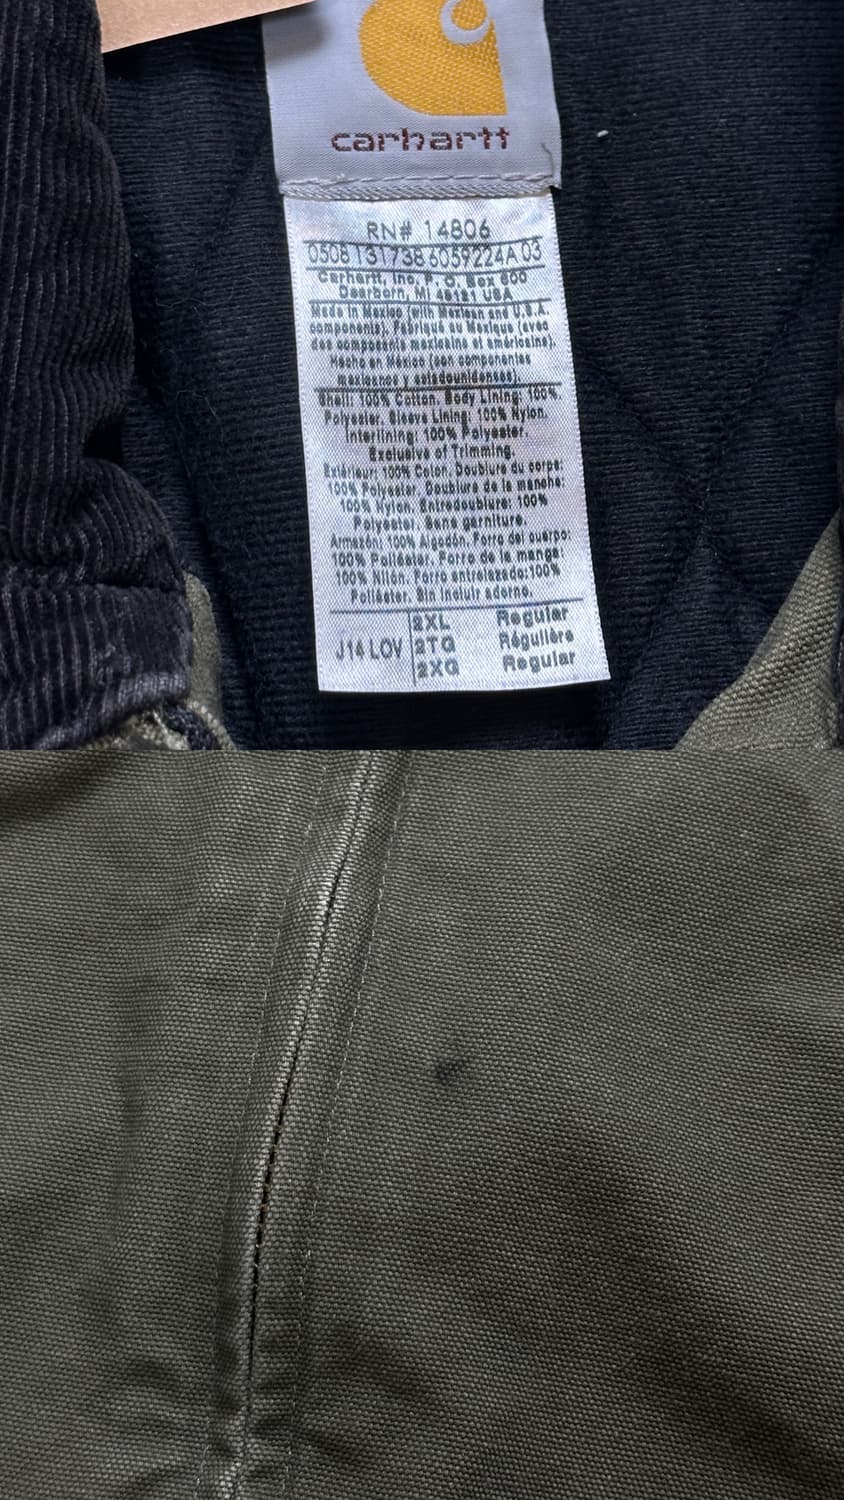 carhartt
RN# 14806
0508 131738 6059224A 03
Carhartt, Inc. P. O. Box 600
Dearborn, MI 48121 USA
Made in Mexico (with Mexican and U.S.A.
components). Fabriqué au Mexique (avec
des composants mexicains et américains).
Hecho en México (con componentes
mexicanos y estadounidenses).
Shell: 100% Cotton. Body Lining: 100%
Polyester. Sleeve Lining: 100% Nylon.
Interlining: 100% Polyester.
Exclusive of Trimming.
Extérieur: 100% Coton. Doublure du corps:
100% Polyester. Doublure de la manche:
100% Nylon. Entredoublure: 100%
Polyester. Sans garniture.
Armazón: 100% Algodón. Forro del cuerpo:
100% Poliéster. Forro de la manga:
100% Nilón. Forro entrelazado: 100%
Poliéster. Sin incluir adorno.
J14 LOV
2XL Regular
2TG Régulière
2XG Regular